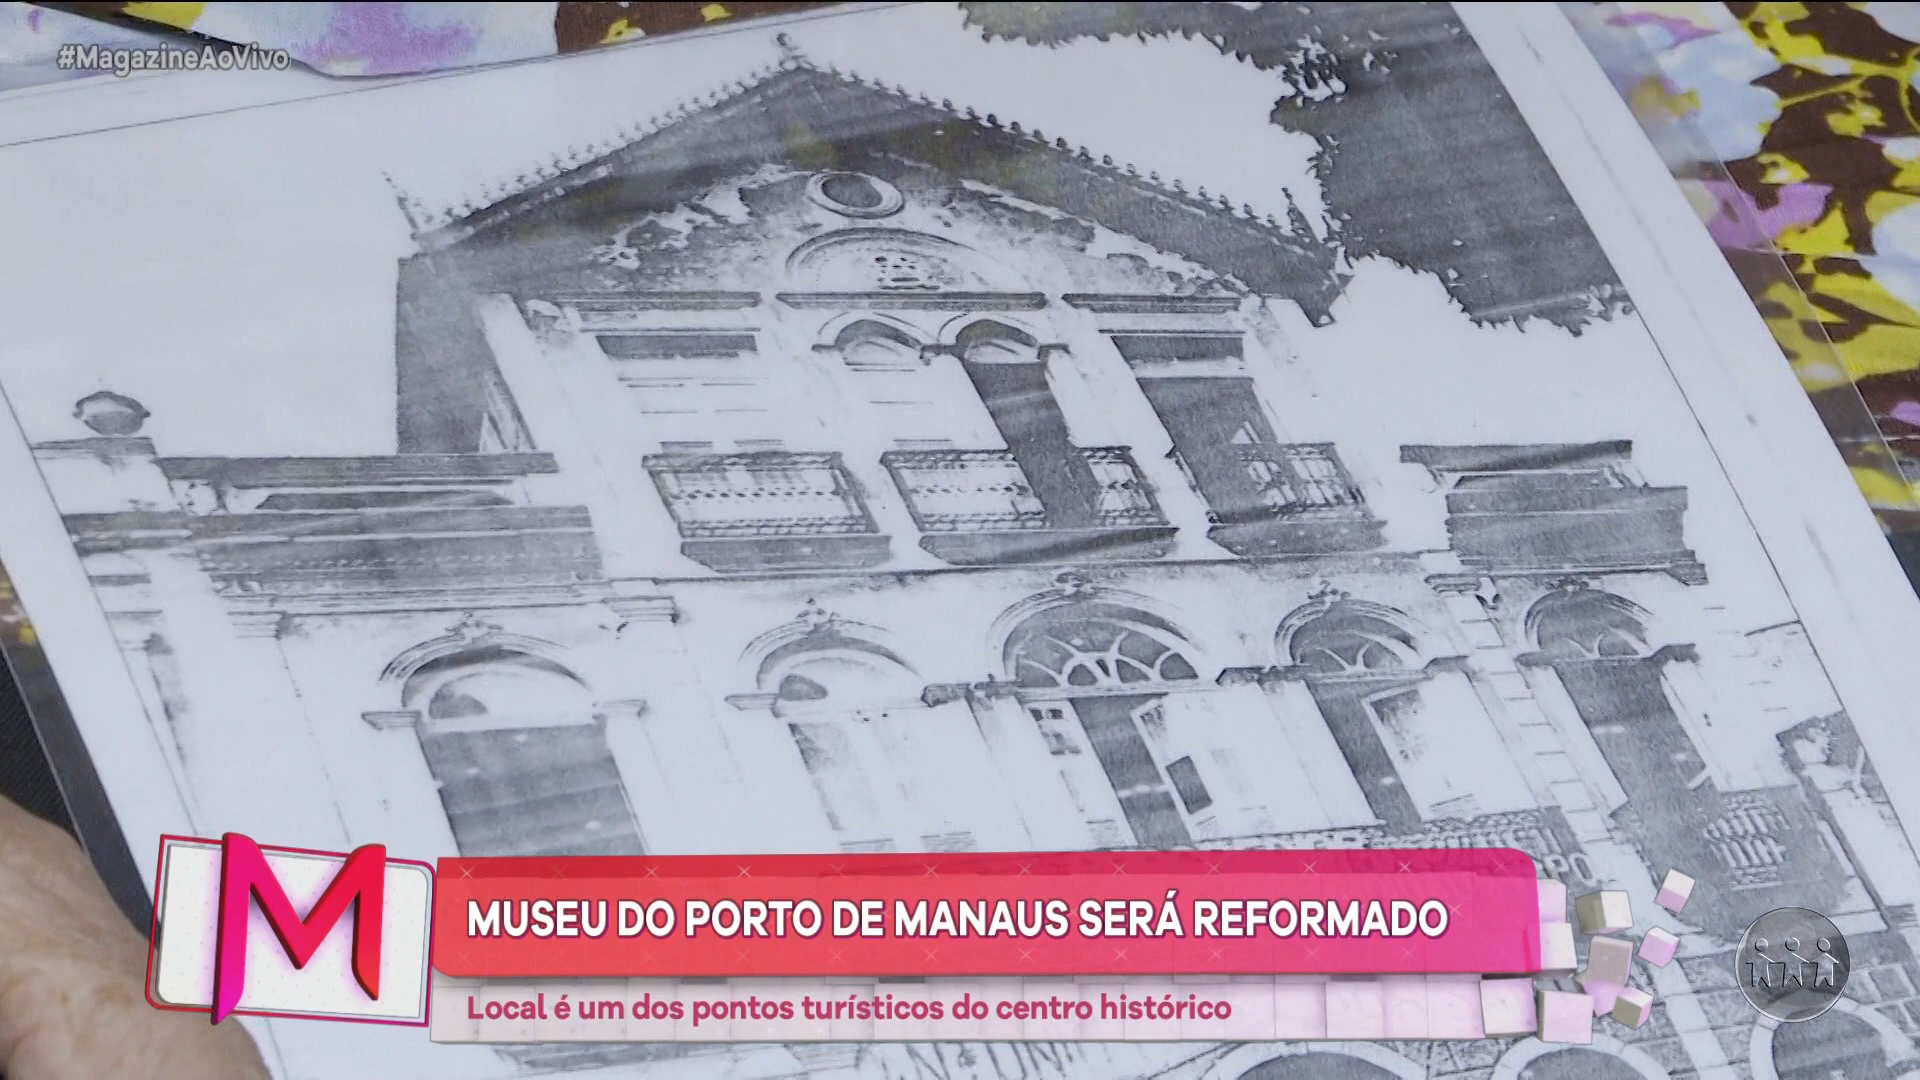 #MagazineAoVivo
M
MUSEU DO PORTO DE MANAUS SERÁ REFORMADO
Local é um dos pontos turísticos do centro histórico